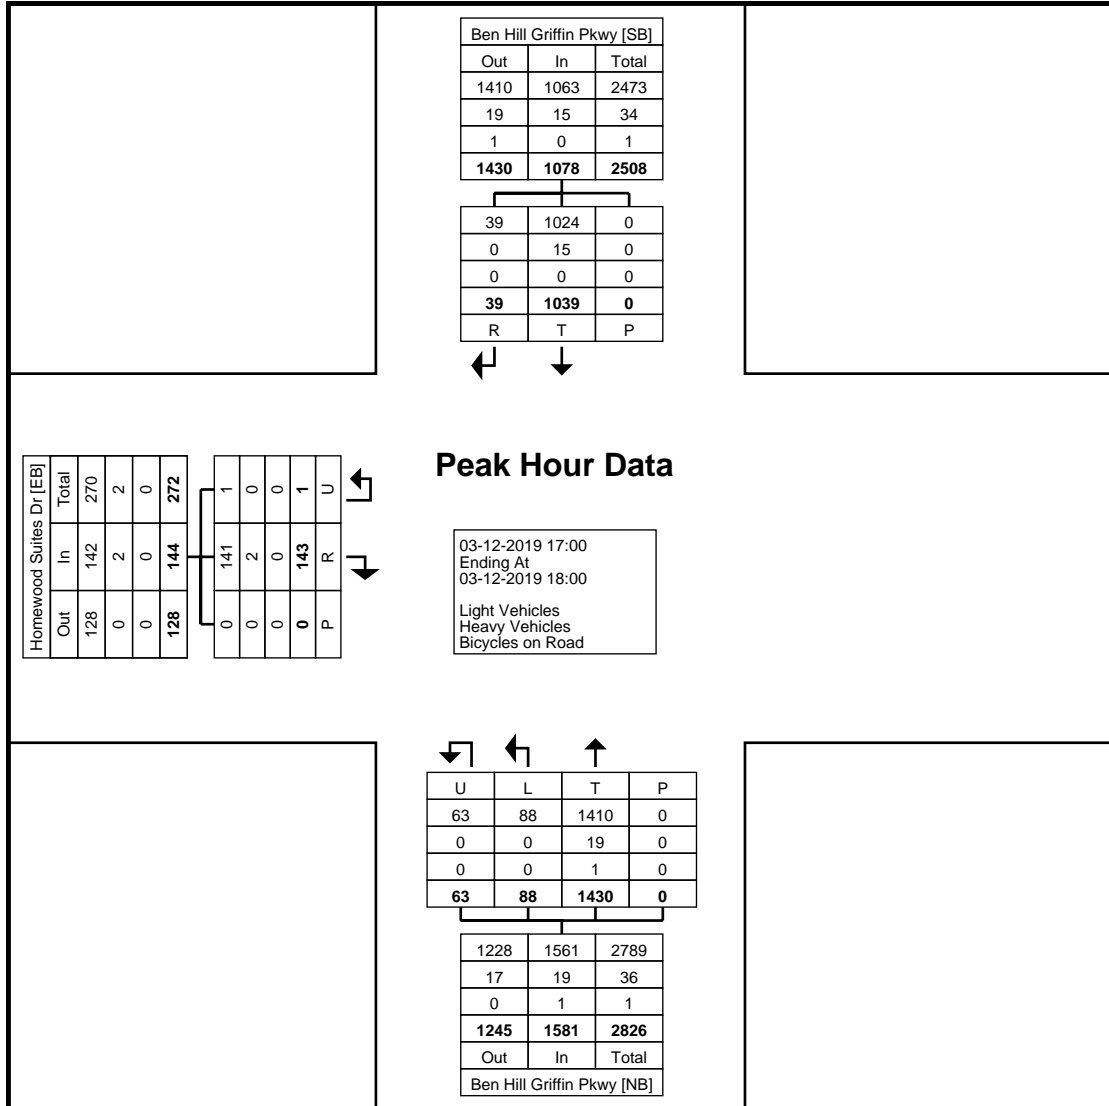 Ben Hill Griffin Pkwy [SB]
Out In Total
1410 1063 2473
19 15 34
1 0 1
1430 1078 2508
39 1024 0
0 15 0
0 0 0
39 1039 0
R T P
Homewood Suites Dr [EB]
Out In Total
128 142 270
0 2 2
0 0 0
128 144 272
0 141 1
0 2 0
0 0 0
0 143 1
P R U
Peak Hour Data
03-12-2019 17:00
Ending At
03-12-2019 18:00
Light Vehicles
Heavy Vehicles
Bicycles on Road
U L T P
63 88 1410 0
0 0 19 0
0 0 1 0
63 88 1430 0
1228 1561 2789
17 19 36
0 1 1
1245 1581 2826
Out In Total
Ben Hill Griffin Pkwy [NB]